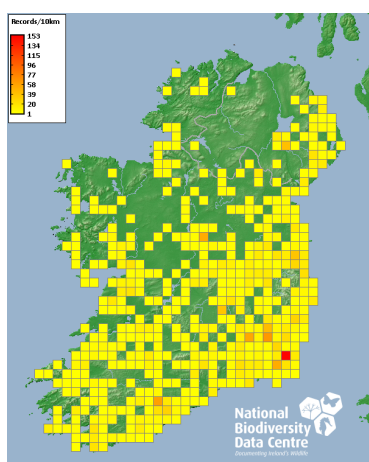 Records/10km
153
134
115
96
77
58
39
20
1
National
Biodiversity
Data Centre
Documenting Ireland's Wildlife